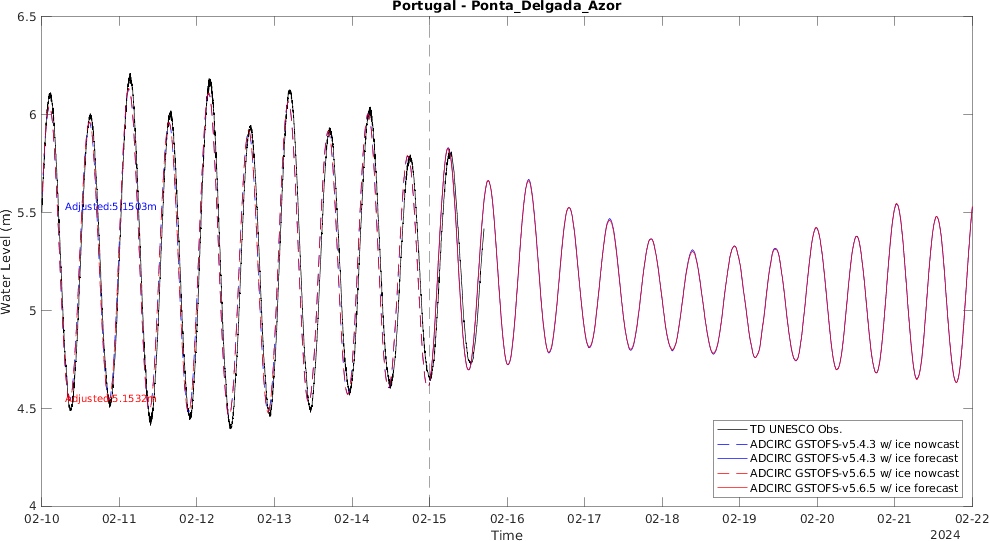 Portugal - Ponta_Delgada_Azor
6.5
6
5.5
5
4.5
4
Water Level (m)
Adjusted:5.1503m
Adjusted:5.1532m
TD UNESCO Obs.
ADCIRC GSTOFS-v5.4.3 w/ ice nowcast
ADCIRC GSTOFS-v5.4.3 w/ ice forecast
ADCIRC GSTOFS-v5.6.5 w/ ice nowcast
ADCIRC GSTOFS-v5.6.5 w/ ice forecast
02-10 02-11 02-12 02-13 02-14 02-15 02-16 02-17 02-18 02-19 02-20 02-21 02-22
Time
2024